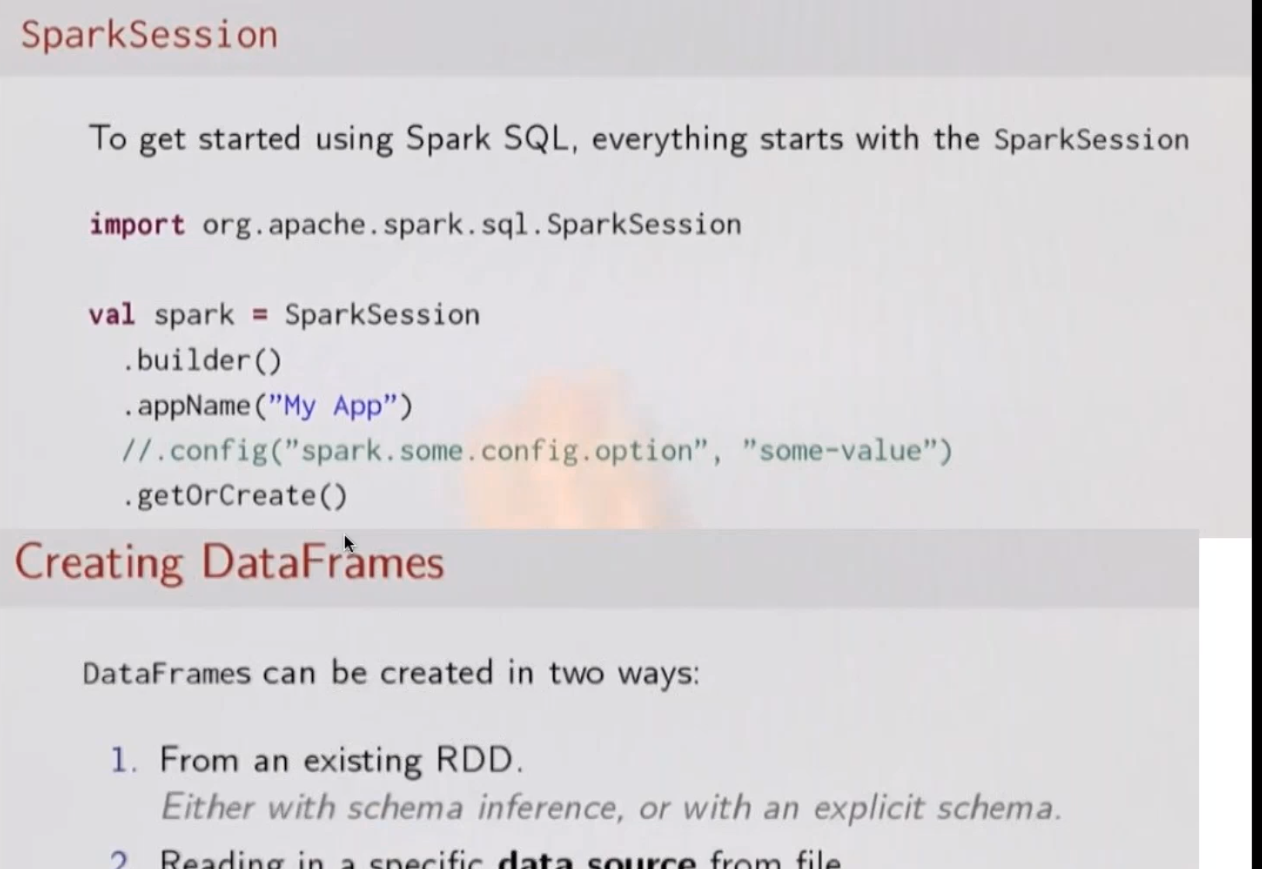 SparkSession
To get started using Spark SQL, everything starts with the SparkSession
import org.apache.spark.sql.SparkSession
val spark = SparkSession
.builder()
.appName("My App")
//.config("spark.some.config.option", "some-value")
.getOrCreate()
Creating DataFrames
DataFrames can be created in two ways:
1. From an existing RDD.
Either with schema inference, or with an explicit schema.
2. Reading in a specific data source from file